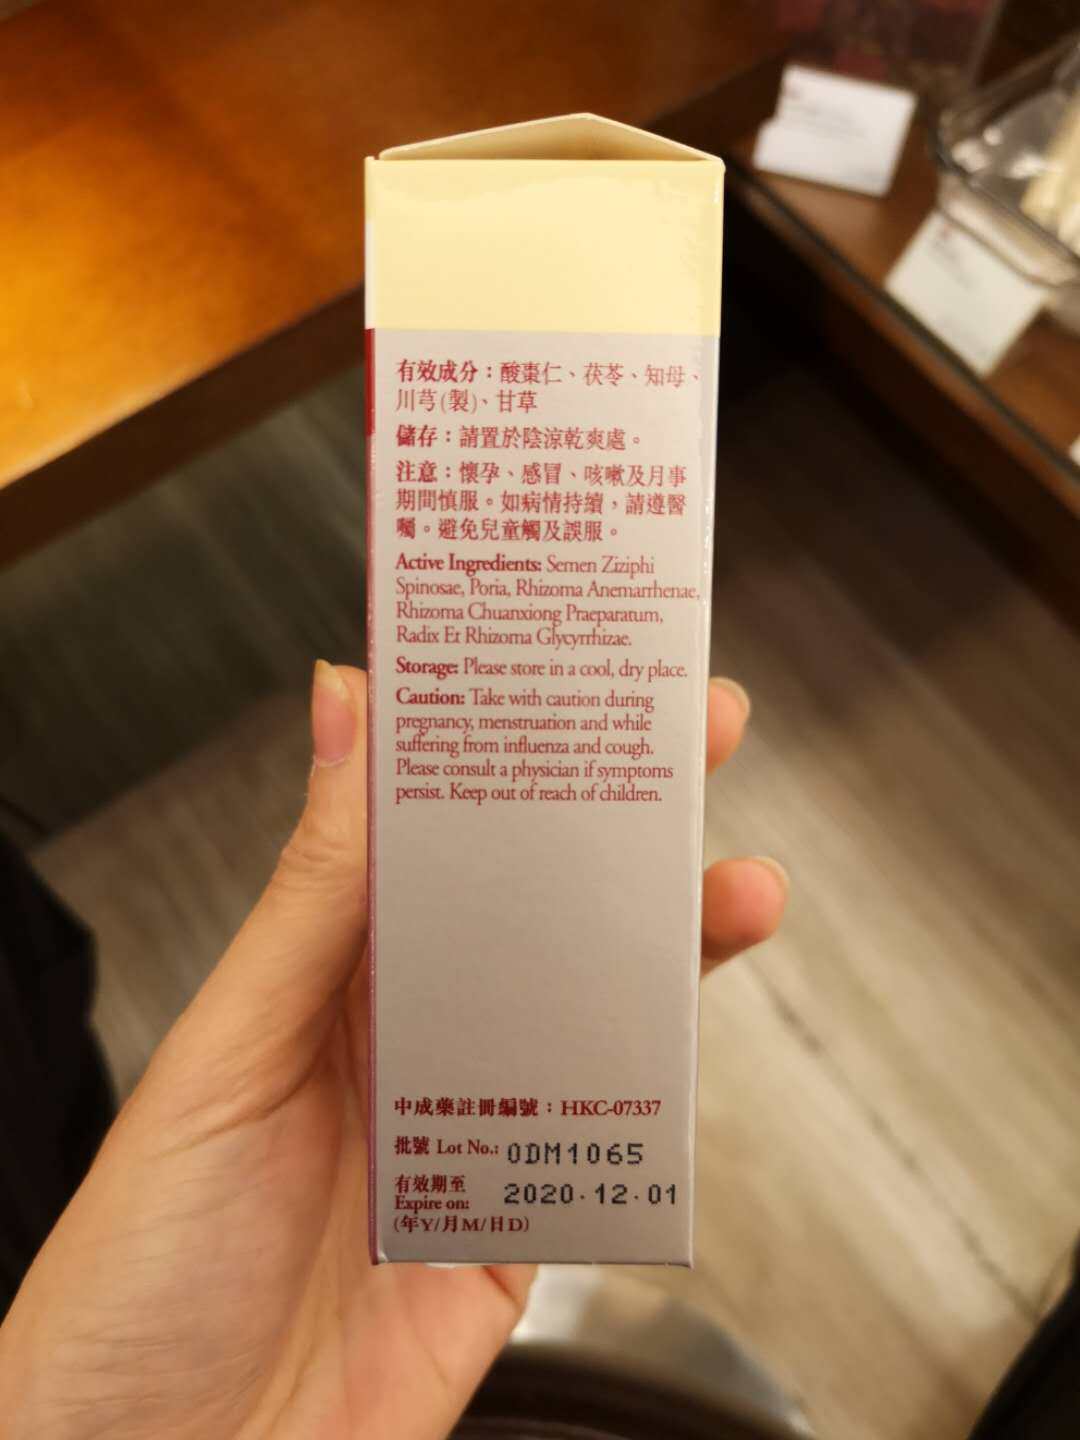 有效成分：酸棗仁、茯苓、知母、
川芎(製)、甘草
儲存：請置於陰涼乾爽處。
注意：懷孕、感冒、咳嗽及月事
期間慎服。如病情持續，請遵醫
囑。避免兒童觸及誤服。
Active Ingredients: Semen Ziziphi
Spinosae, Poria, Rhizoma Anemarrhenae,
Rhizoma Chuanxiong Praeparatum,
Radix Et Rhizoma Glycyrrhizae.
Storage: Please store in a cool, dry place.
Caution: Take with caution during
pregnancy, menstruation and while
suffering from influenza and cough.
Please consult a physician if symptoms
persist. Keep out of reach of children.
中成藥註冊編號：HKC-07337
批號 Lot No.: 0DM1065
有效期至
Expire on: 2020.12.01
(年Y/月M/日D)